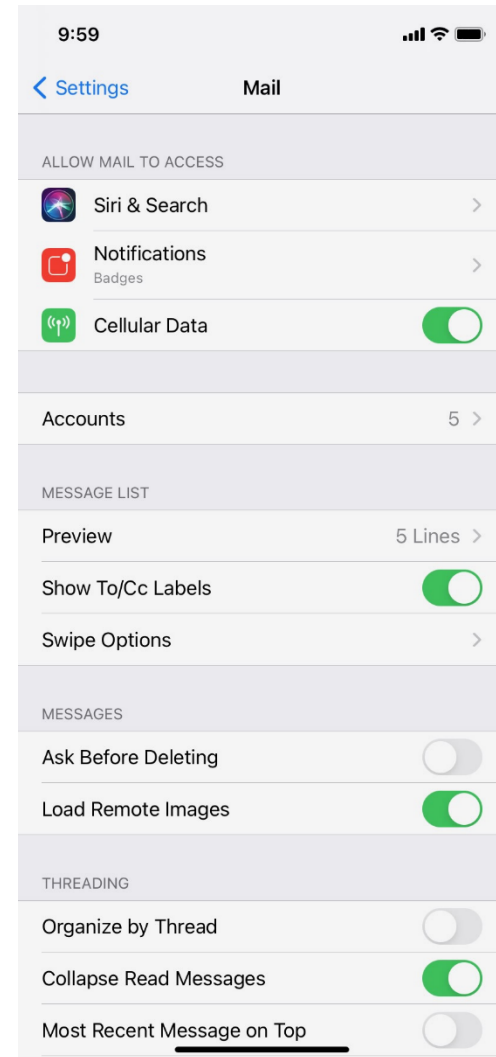 9:59
Settings
Mail
ALLOW MAIL TO ACCESS
Siri & Search
Notifications
Badges
Cellular Data
Accounts 5
MESSAGE LIST
Preview 5 Lines
Show To/Cc Labels
Swipe Options
MESSAGES
Ask Before Deleting
Load Remote Images
THREADING
Organize by Thread
Collapse Read Messages
Most Recent Message on Top